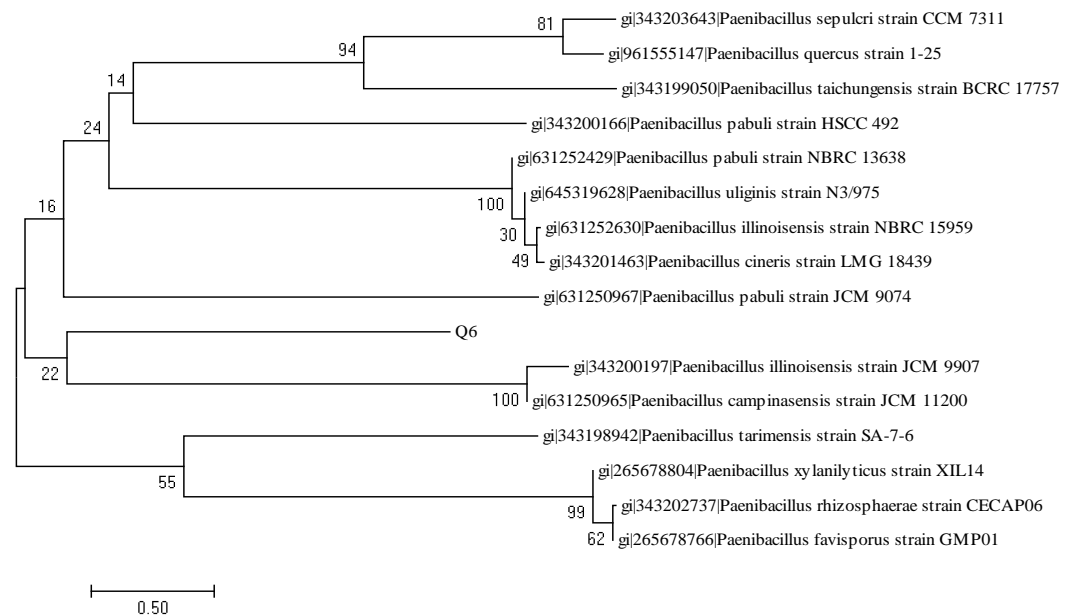 81
gi|343203643|Paenibacillus sepulcri strain CCM 7311
94
gi|961555147|Paenibacillus quercus strain 1-25
14
gi|343199050|Paenibacillus taichungensis strain BCRC 17757
24
gi|343200166|Paenibacillus pabuli strain HSCC 492
gi|631252429|Paenibacillus pabuli strain NBRC 13638
16
100
gi|645319628|Paenibacillus uliginis strain N3/975
30
gi|631252630|Paenibacillus illinoisensis strain NBRC 15959
49
gi|343201463|Paenibacillus cineris strain LMG 18439
gi|631250967|Paenibacillus pabuli strain JCM 9074
Q6
22
gi|343200197|Paenibacillus illinoisensis strain JCM 9907
100
gi|631250965|Paenibacillus campinasensis strain JCM 11200
gi|343198942|Paenibacillus tarimensis strain SA-7-6
55
gi|265678804|Paenibacillus xylanilyticus strain XIL14
99
gi|343202737|Paenibacillus rhizosphaerae strain CECAP06
62
gi|265678766|Paenibacillus favisporus strain GMP01
0.50